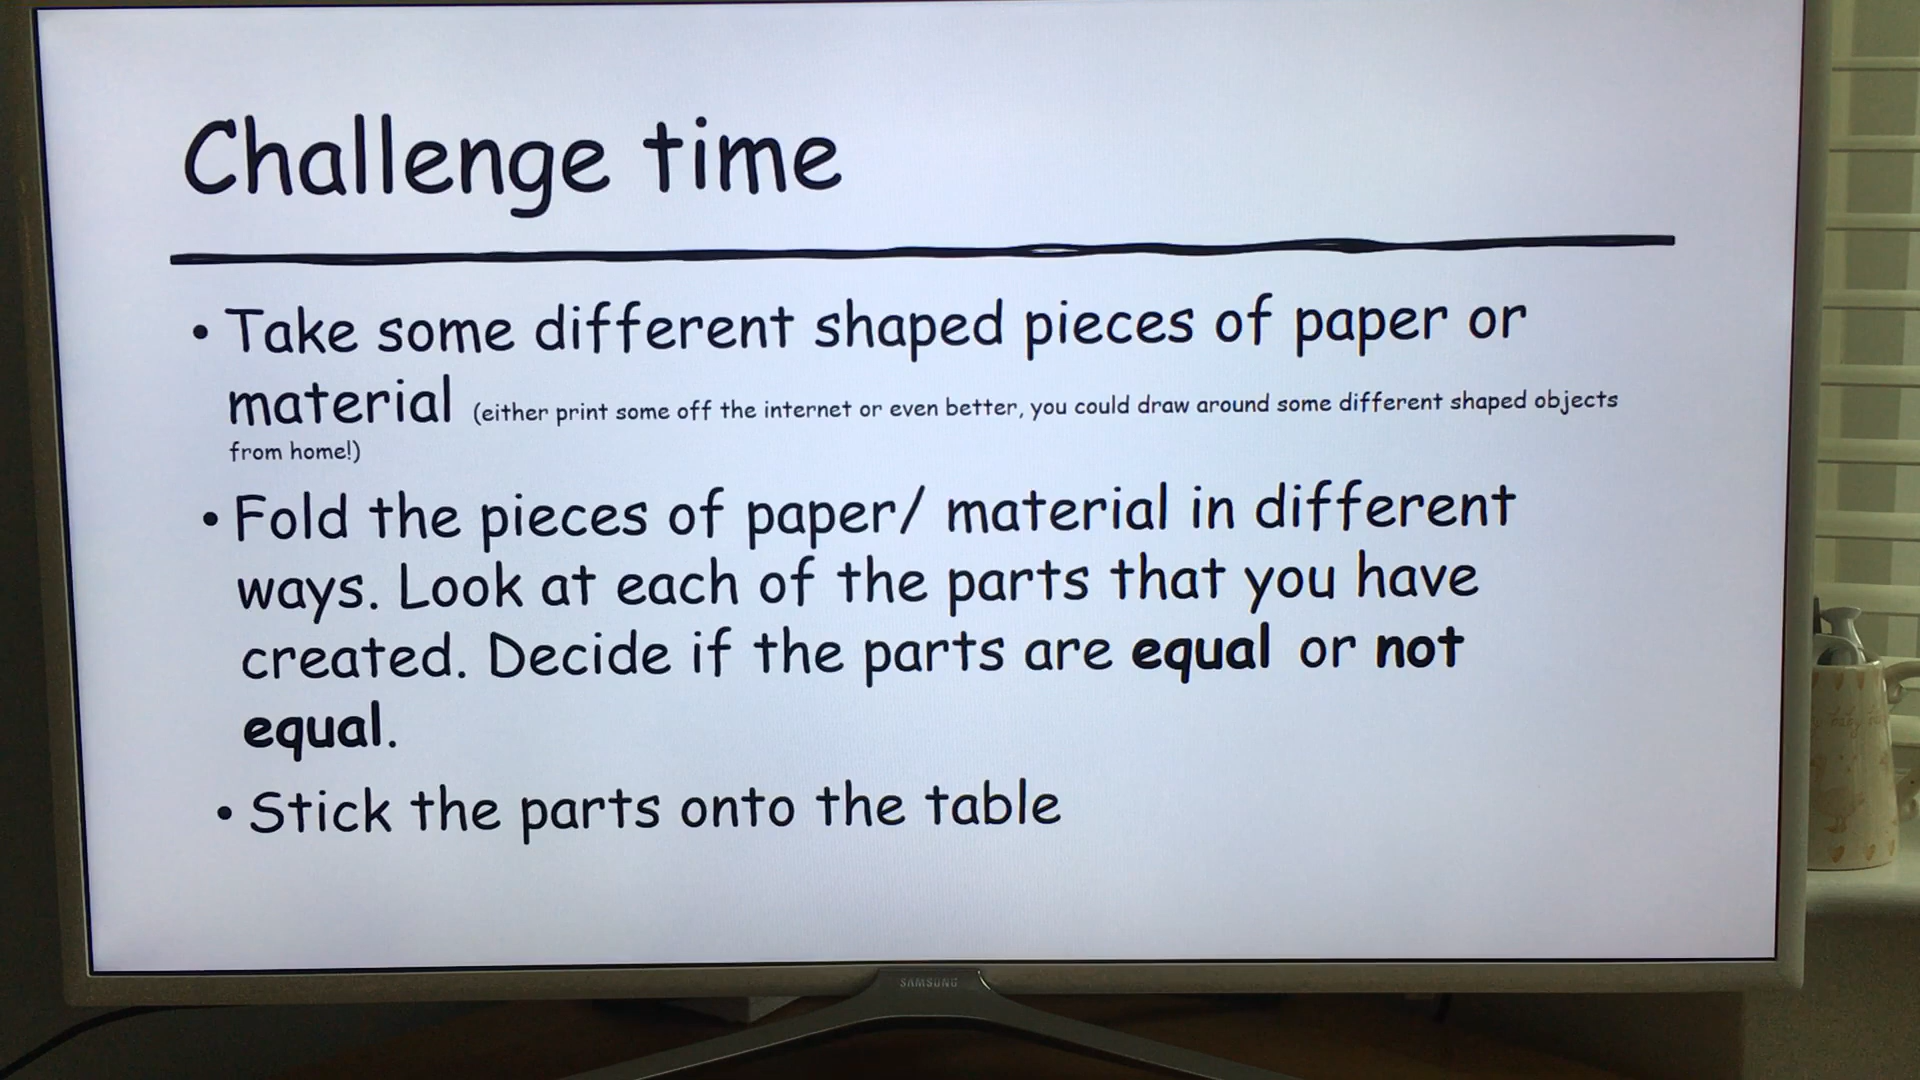 Challenge time
• Take some different shaped pieces of paper or
material (either print some off the internet or even better, you could draw around some different shaped objects
from home!)
• Fold the pieces of paper/ material in different
ways. Look at each of the parts that you have
created. Decide if the parts are equal or not
equal.
• Stick the parts onto the table
SAMSUNG